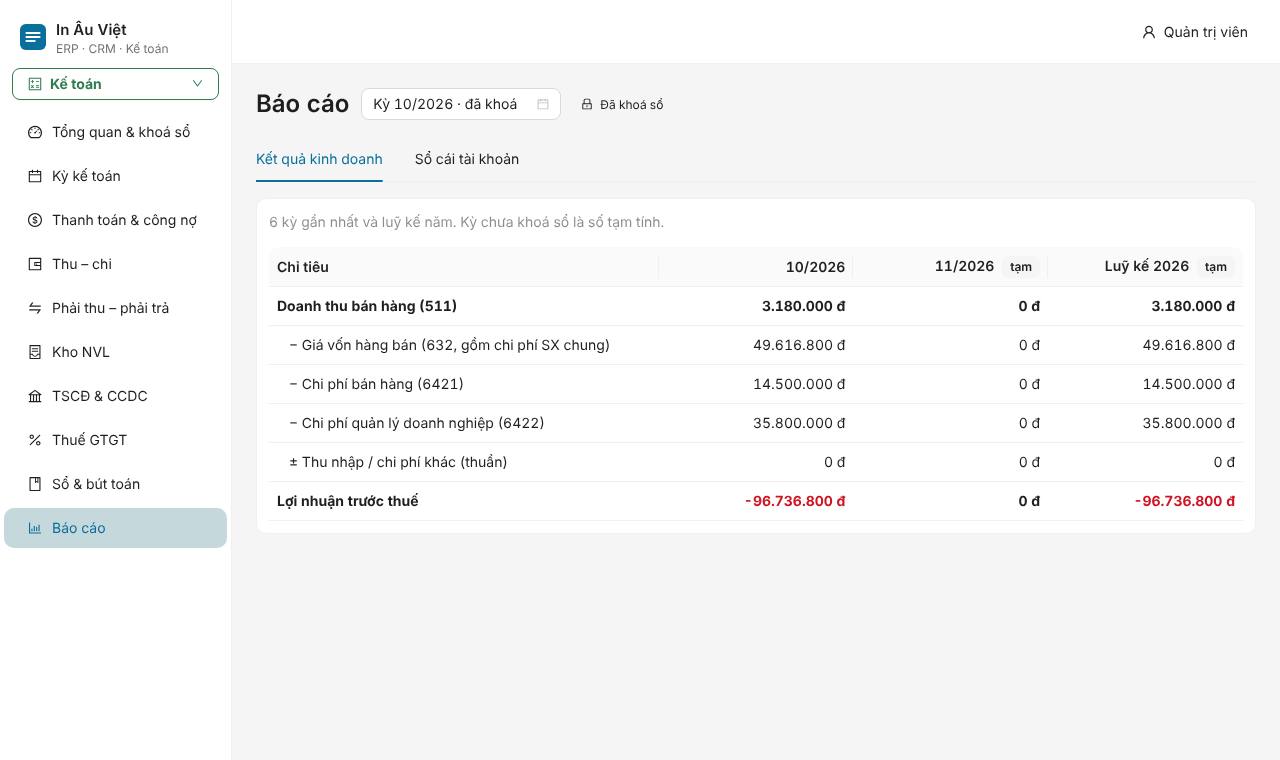 In Âu Việt
ERP · CRM · Kế toán
Kế toán
Tổng quan & khoá sổ
Kỳ kế toán
Thanh toán & công nợ
Thu – chi
Phải thu – phải trả
Kho NVL
TSCĐ & CCDC
Thuế GTGT
Sổ & bút toán
Báo cáo
Quản trị viên
Báo cáo
Kỳ 10/2026 · đã khoá
Đã khoá sổ
Kết quả kinh doanh
Sổ cái tài khoản
6 kỳ gần nhất và luỹ kế năm. Kỳ chưa khoá sổ là số tạm tính.
Chỉ tiêu 10/2026 11/2026 tạm Luỹ kế 2026 tạm
Doanh thu bán hàng (511) 3.180.000 đ 0 đ 3.180.000 đ
− Giá vốn hàng bán (632, gồm chi phí SX chung) 49.616.800 đ 0 đ 49.616.800 đ
− Chi phí bán hàng (6421) 14.500.000 đ 0 đ 14.500.000 đ
− Chi phí quản lý doanh nghiệp (6422) 35.800.000 đ 0 đ 35.800.000 đ
± Thu nhập / chi phí khác (thuần) 0 đ 0 đ 0 đ
Lợi nhuận trước thuế -96.736.800 đ 0 đ -96.736.800 đ